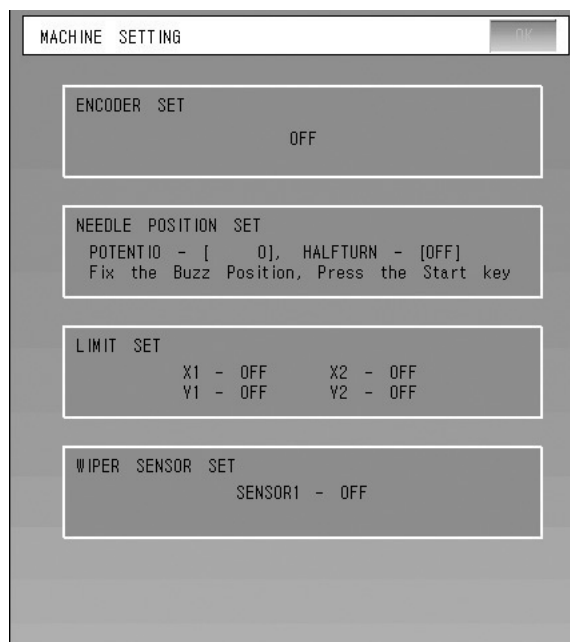 MACHINE SETTING
OK
ENCODER SET
OFF
NEEDLE POSITION SET
POTENTIO - [ 0], HALFTURN - [OFF]
Fix the Buzz Position, Press the Start key
LIMIT SET
X1 - OFF X2 - OFF
Y1 - OFF Y2 - OFF
WIPER SENSOR SET
SENSOR1 - OFF